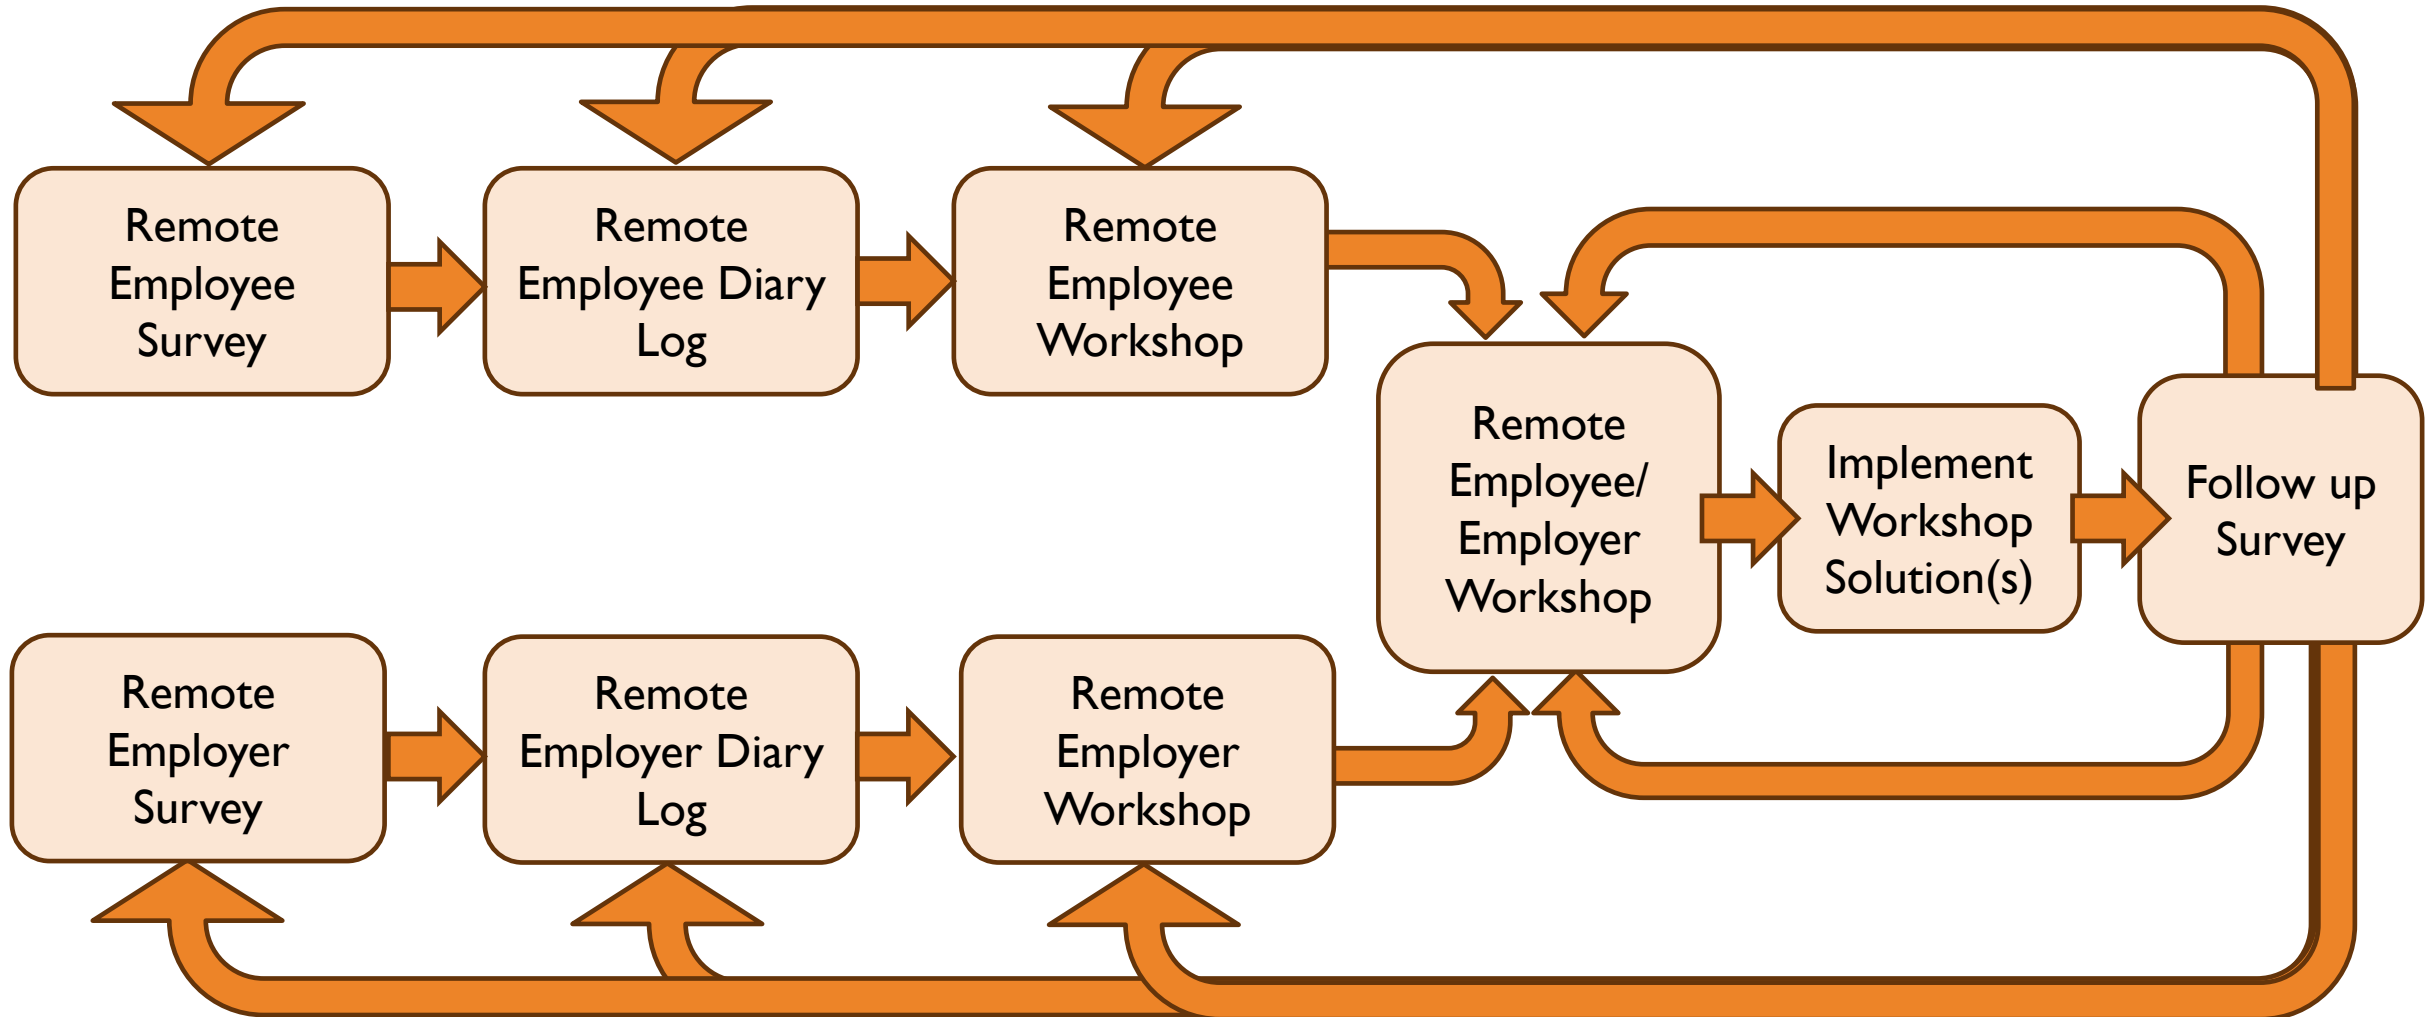 Remote
Employee
Survey
Remote
Employee Diary
Log
Remote
Employee
Workshop
Remote
Employee/
Employer
Workshop
Implement
Workshop
Solution(s)
Follow up
Survey
Remote
Employer
Survey
Remote
Employer Diary
Log
Remote
Employer
Workshop